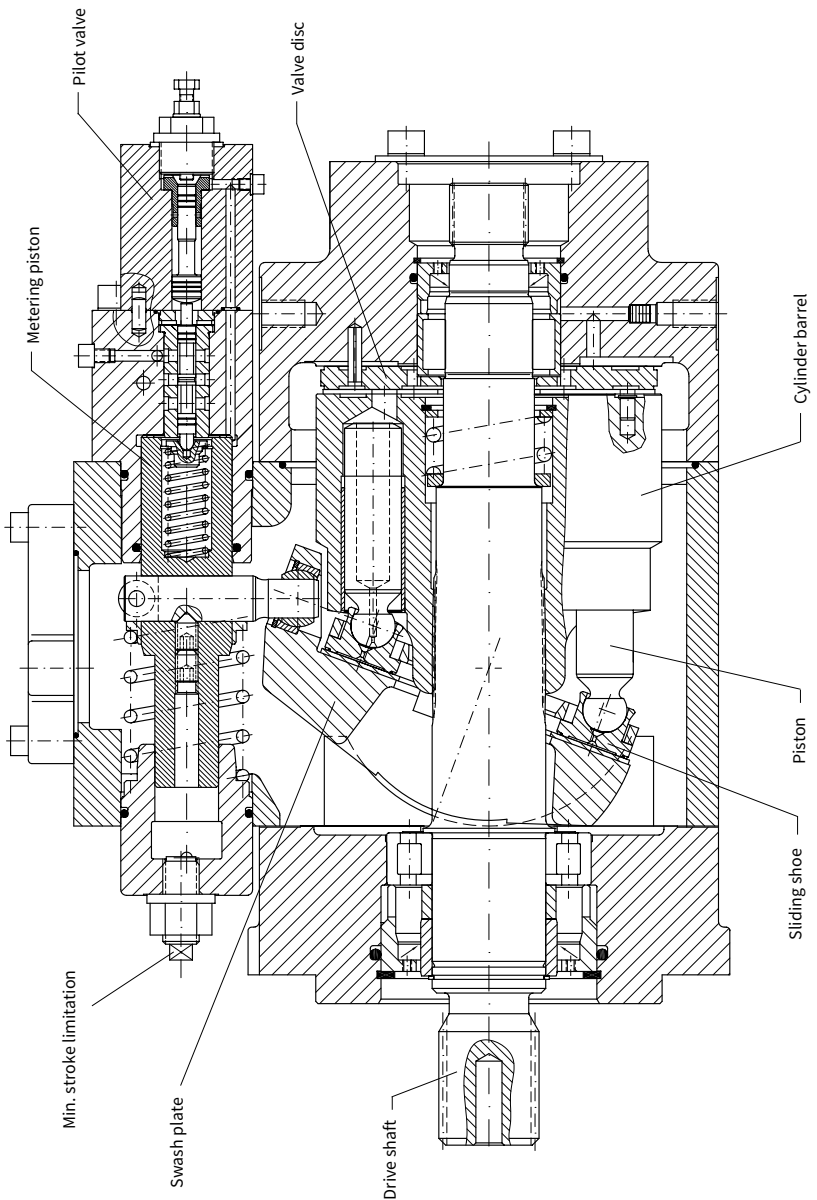 Pilot valve
Valve disc
Metering piston
Cylinder barrel
Piston
Sliding shoe
Min. stroke limitation
Swash plate
Drive shaft